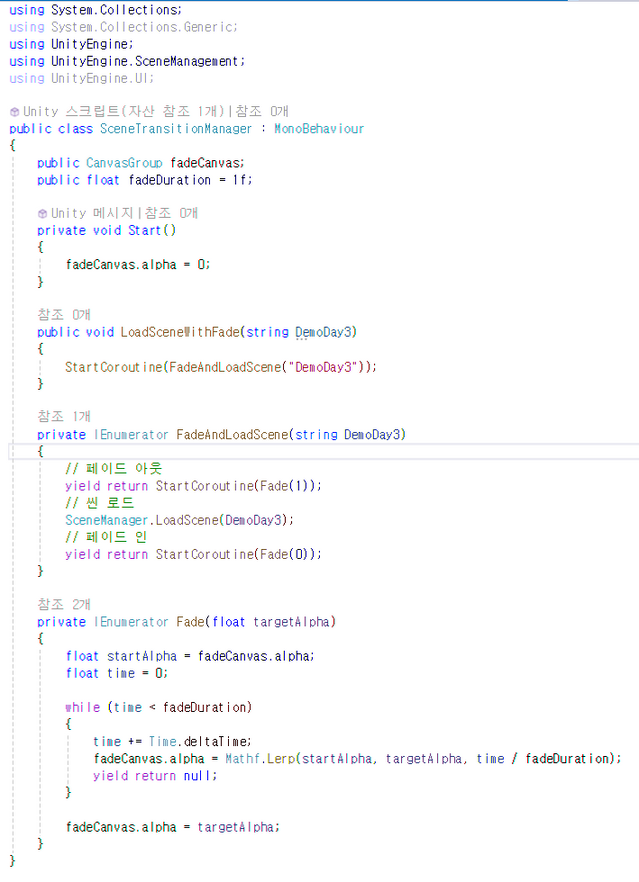 using System.Collections;
using System.Collections.Generic;
using UnityEngine;
using UnityEngine.SceneManagement;
using UnityEngine.UI;
Unity 스크립트(자산 참조 1개)|참조 0개
public class SceneTransitionManager : MonoBehaviour
{
public CanvasGroup fadeCanvas;
public float fadeDuration = 1f;
Unity 메시지|참조 0개
private void Start()
{
fadeCanvas.alpha = 0;
}
참조 0개
public void LoadSceneWithFade(string DemoDay3)
{
StartCoroutine(FadeAndLoadScene("DemoDay3"));
}
참조 1개
private IEnumerator FadeAndLoadScene(string DemoDay3)
{
// 페이드 아웃
yield return StartCoroutine(Fade(1));
// 씬 로드
SceneManager.LoadScene(DemoDay3);
// 페이드 인
yield return StartCoroutine(Fade(0));
}
참조 2개
private IEnumerator Fade(float targetAlpha)
{
float startAlpha = fadeCanvas.alpha;
float time = 0;
while (time < fadeDuration)
{
time += Time.deltaTime;
fadeCanvas.alpha = Mathf.Lerp(startAlpha, targetAlpha, time / fadeDuration);
yield return null;
}
fadeCanvas.alpha = targetAlpha;
}
}